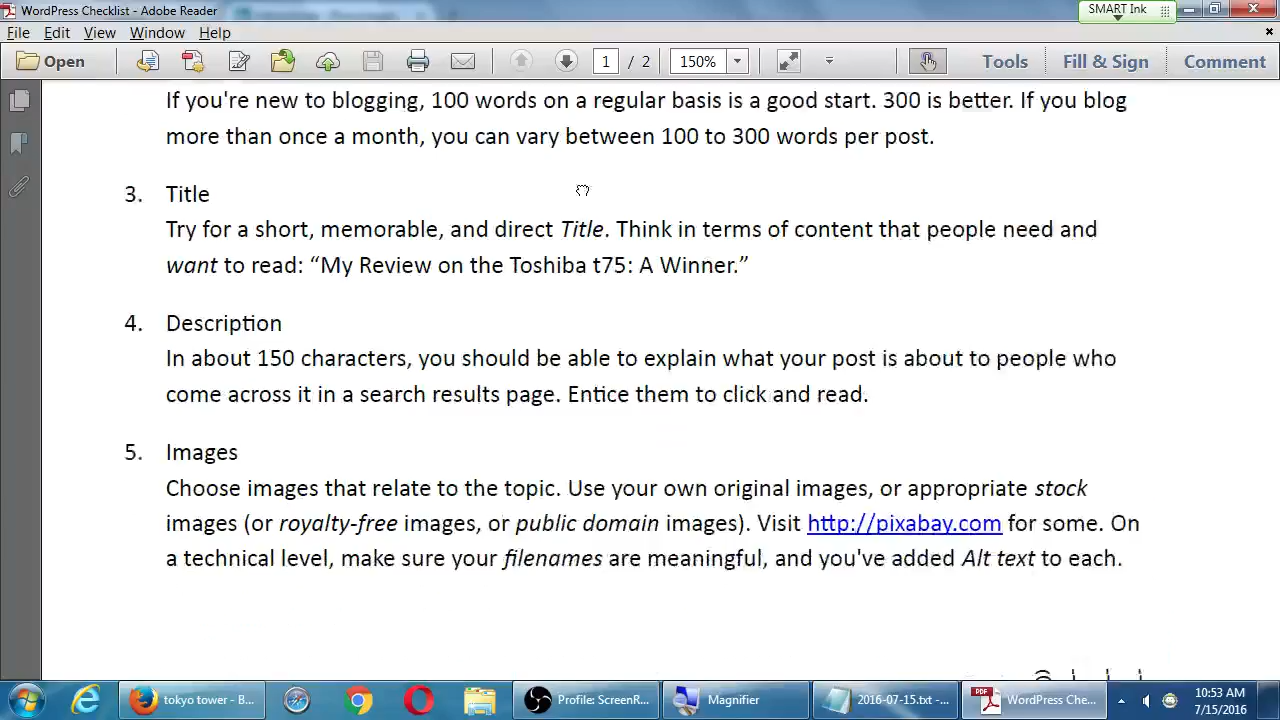 WordPress Checklist - Adobe Reader
SMART Ink
File Edit View Window Help
Open 1 / 2 150% Tools Fill & Sign Comment
If you're new to blogging, 100 words on a regular basis is a good start. 300 is better. If you blog
more than once a month, you can vary between 100 to 300 words per post.
3. Title
Try for a short, memorable, and direct Title. Think in terms of content that people need and
want to read: “My Review on the Toshiba t75: A Winner.”
4. Description
In about 150 characters, you should be able to explain what your post is about to people who
come across it in a search results page. Entice them to click and read.
5. Images
Choose images that relate to the topic. Use your own original images, or appropriate stock
images (or royalty-free images, or public domain images). Visit http://pixabay.com for some. On
a technical level, make sure your filenames are meaningful, and you've added Alt text to each.
tokyo tower - B... Profile: ScreenR... Magnifier 2016-07-15.txt -... PDF WordPress Che... 10:53 AM
7/15/2016